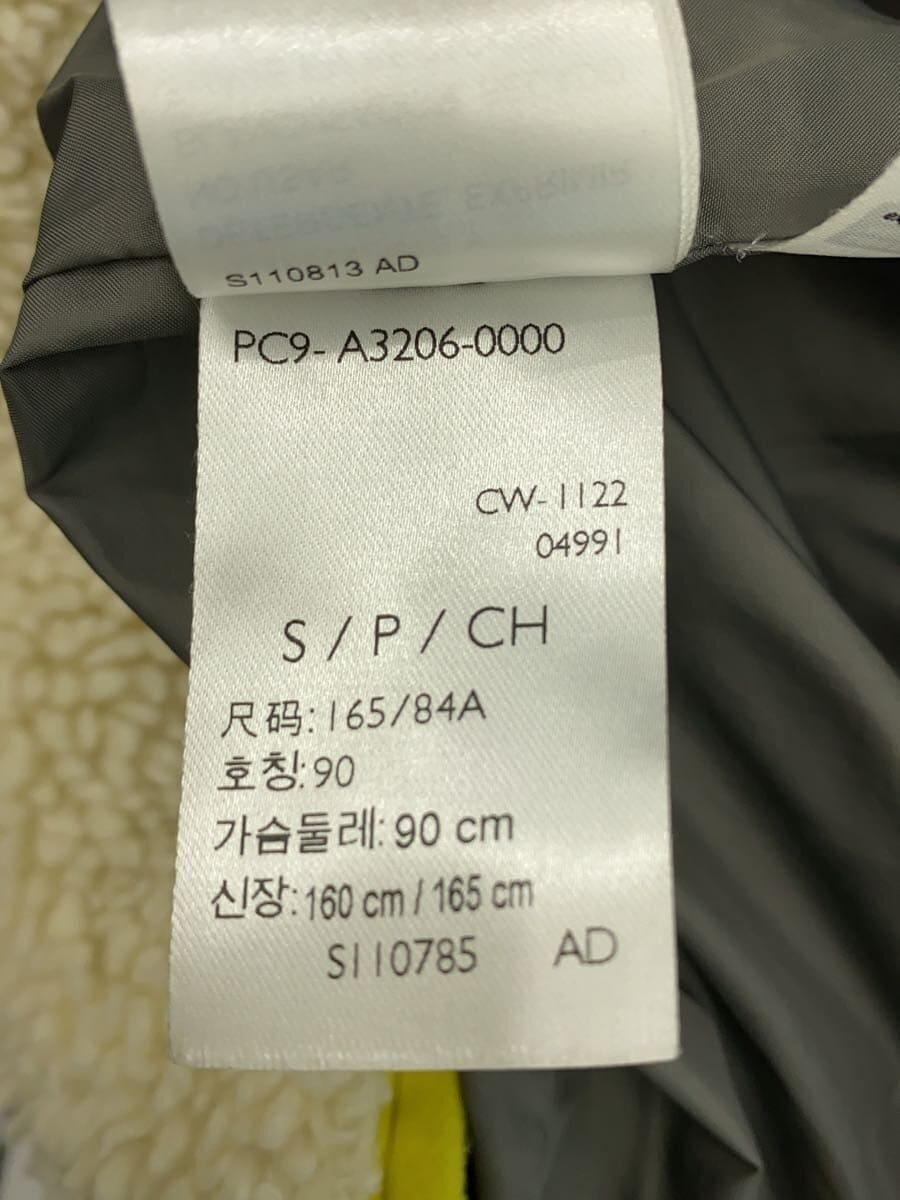 S110813 AD
PC9- A3206-0000
CW-1122
04991
S / P / CH
尺码: 165/84A
호칭: 90
가슴둘레: 90 cm
신장: 160 cm / 165 cm
S110785 AD